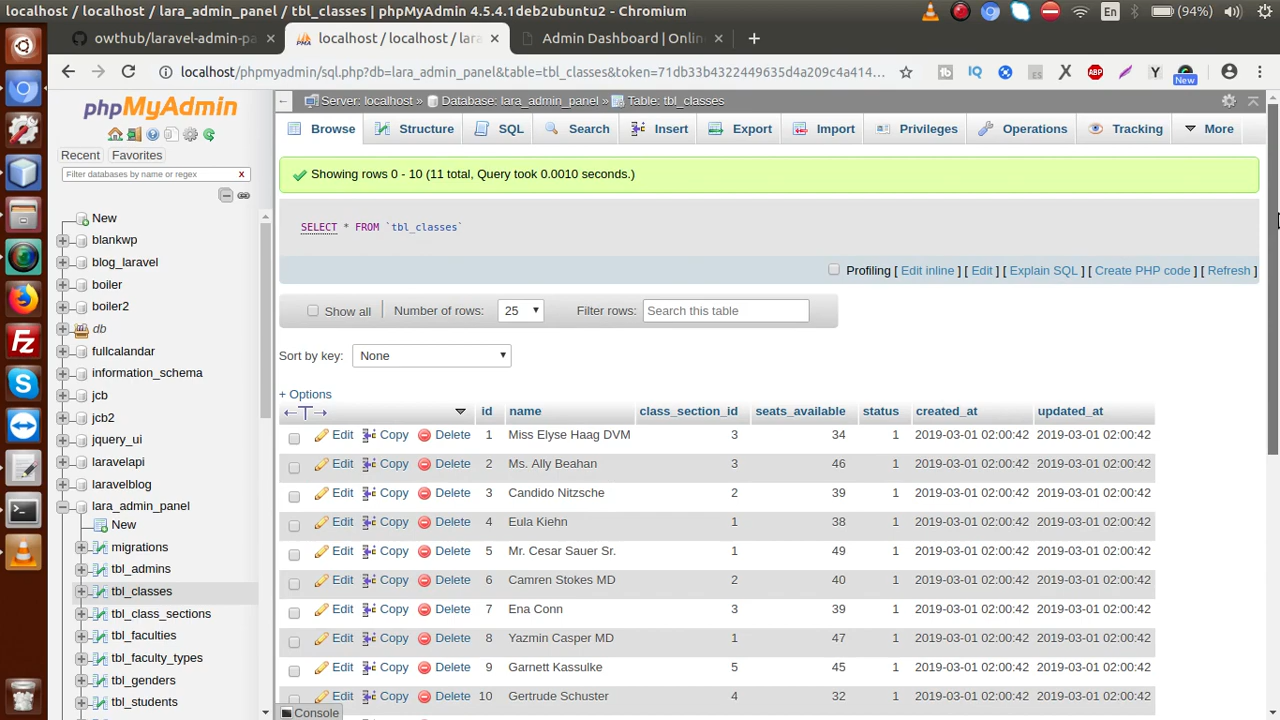 localhost / localhost / lara_admin_panel / tbl_classes | phpMyAdmin 4.5.4.1deb2ubuntu2 - Chromium
En
(94%)
owthub/laravel-admin-pa
localhost / localhost / lara
Admin Dashboard | Onlin
localhost/phpmyadmin/sql.php?db=lara_admin_panel&table=tbl_classes&token=71db33b4322449635d4a209c4a414...
IQ
ABP
Y
New
phpMyAdmin
Recent Favorites
Filter databases by name or regex X
New
blankwp
blog_laravel
boiler
boiler2
db
fullcalandar
information_schema
jcb
jcb2
jquery_ui
laravelapi
laravelblog
lara_admin_panel
New
migrations
tbl_admins
tbl_classes
tbl_class_sections
tbl_faculties
tbl_faculty_types
tbl_genders
tbl_students
Server: localhost » Database: lara_admin_panel » Table: tbl_classes
Browse Structure SQL Search Insert Export Import Privileges Operations Tracking More
Showing rows 0 - 10 (11 total, Query took 0.0010 seconds.)
SELECT * FROM `tbl_classes`
Profiling [ Edit inline ] [ Edit ] [ Explain SQL ] [ Create PHP code ] [ Refresh ]
Show all Number of rows: 25 Filter rows: Search this table
Sort by key: None
+ Options
id name class_section_id seats_available status created_at updated_at
Edit Copy Delete 1 Miss Elyse Haag DVM 3 34 1 2019-03-01 02:00:42 2019-03-01 02:00:42
Edit Copy Delete 2 Ms. Ally Beahan 3 46 1 2019-03-01 02:00:42 2019-03-01 02:00:42
Edit Copy Delete 3 Candido Nitzsche 2 39 1 2019-03-01 02:00:42 2019-03-01 02:00:42
Edit Copy Delete 4 Eula Kiehn 1 38 1 2019-03-01 02:00:42 2019-03-01 02:00:42
Edit Copy Delete 5 Mr. Cesar Sauer Sr. 1 49 1 2019-03-01 02:00:42 2019-03-01 02:00:42
Edit Copy Delete 6 Camren Stokes MD 2 40 1 2019-03-01 02:00:42 2019-03-01 02:00:42
Edit Copy Delete 7 Ena Conn 3 39 1 2019-03-01 02:00:42 2019-03-01 02:00:42
Edit Copy Delete 8 Yazmin Casper MD 1 47 1 2019-03-01 02:00:42 2019-03-01 02:00:42
Edit Copy Delete 9 Garnett Kassulke 5 45 1 2019-03-01 02:00:42 2019-03-01 02:00:42
Edit Copy Delete 10 Gertrude Schuster 4 32 1 2019-03-01 02:00:42 2019-03-01 02:00:42
Console